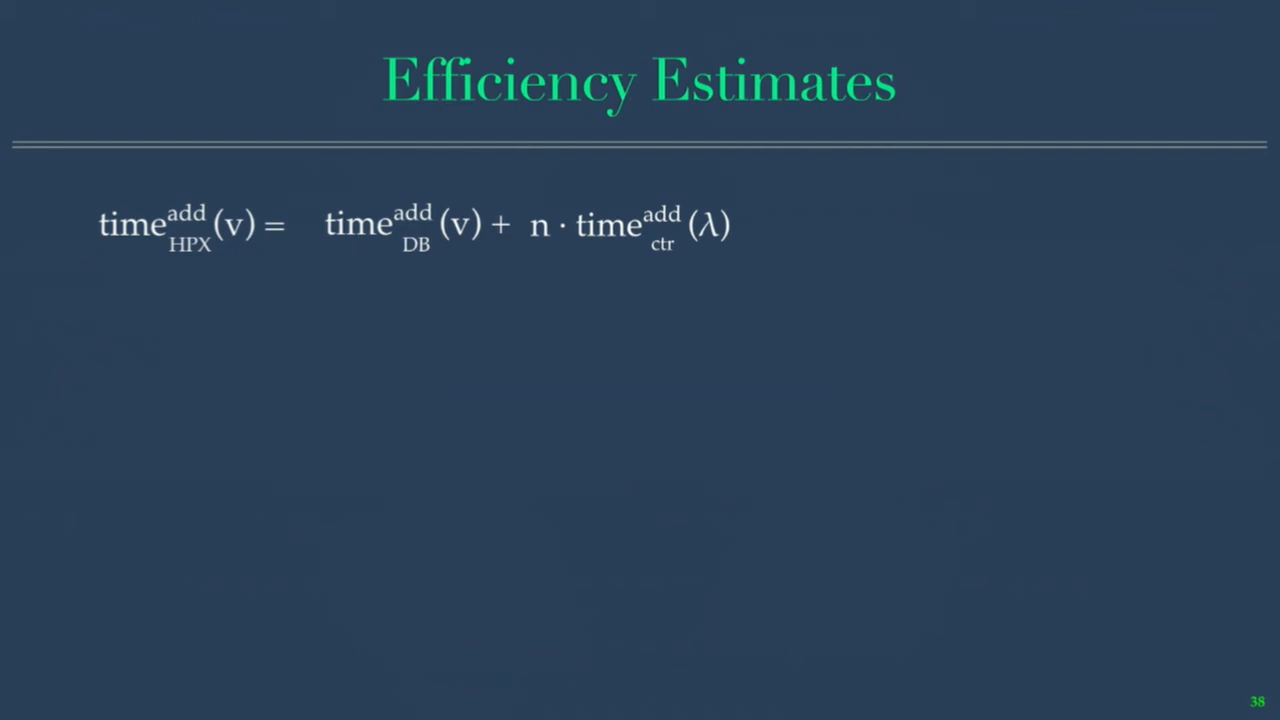 Efficiency Estimates
time^add_HPX(v) = time^add_DB(v) + n · time^add_ctr(λ)
38